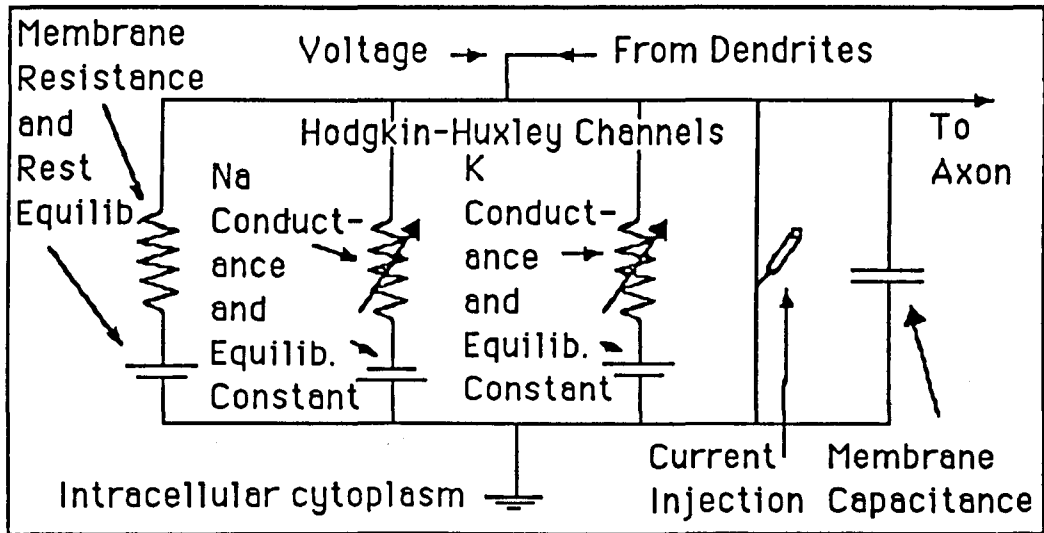 Membrane
Resistance
and
Rest
Equilib.
Voltage
From Dendrites
Hodgkin-Huxley Channels
Na
Conduct-
ance
and
Equilib.
Constant
K
Conduct-
ance
and
Equilib.
Constant
To
Axon
Current
Injection
Membrane
Capacitance
Intracellular cytoplasm